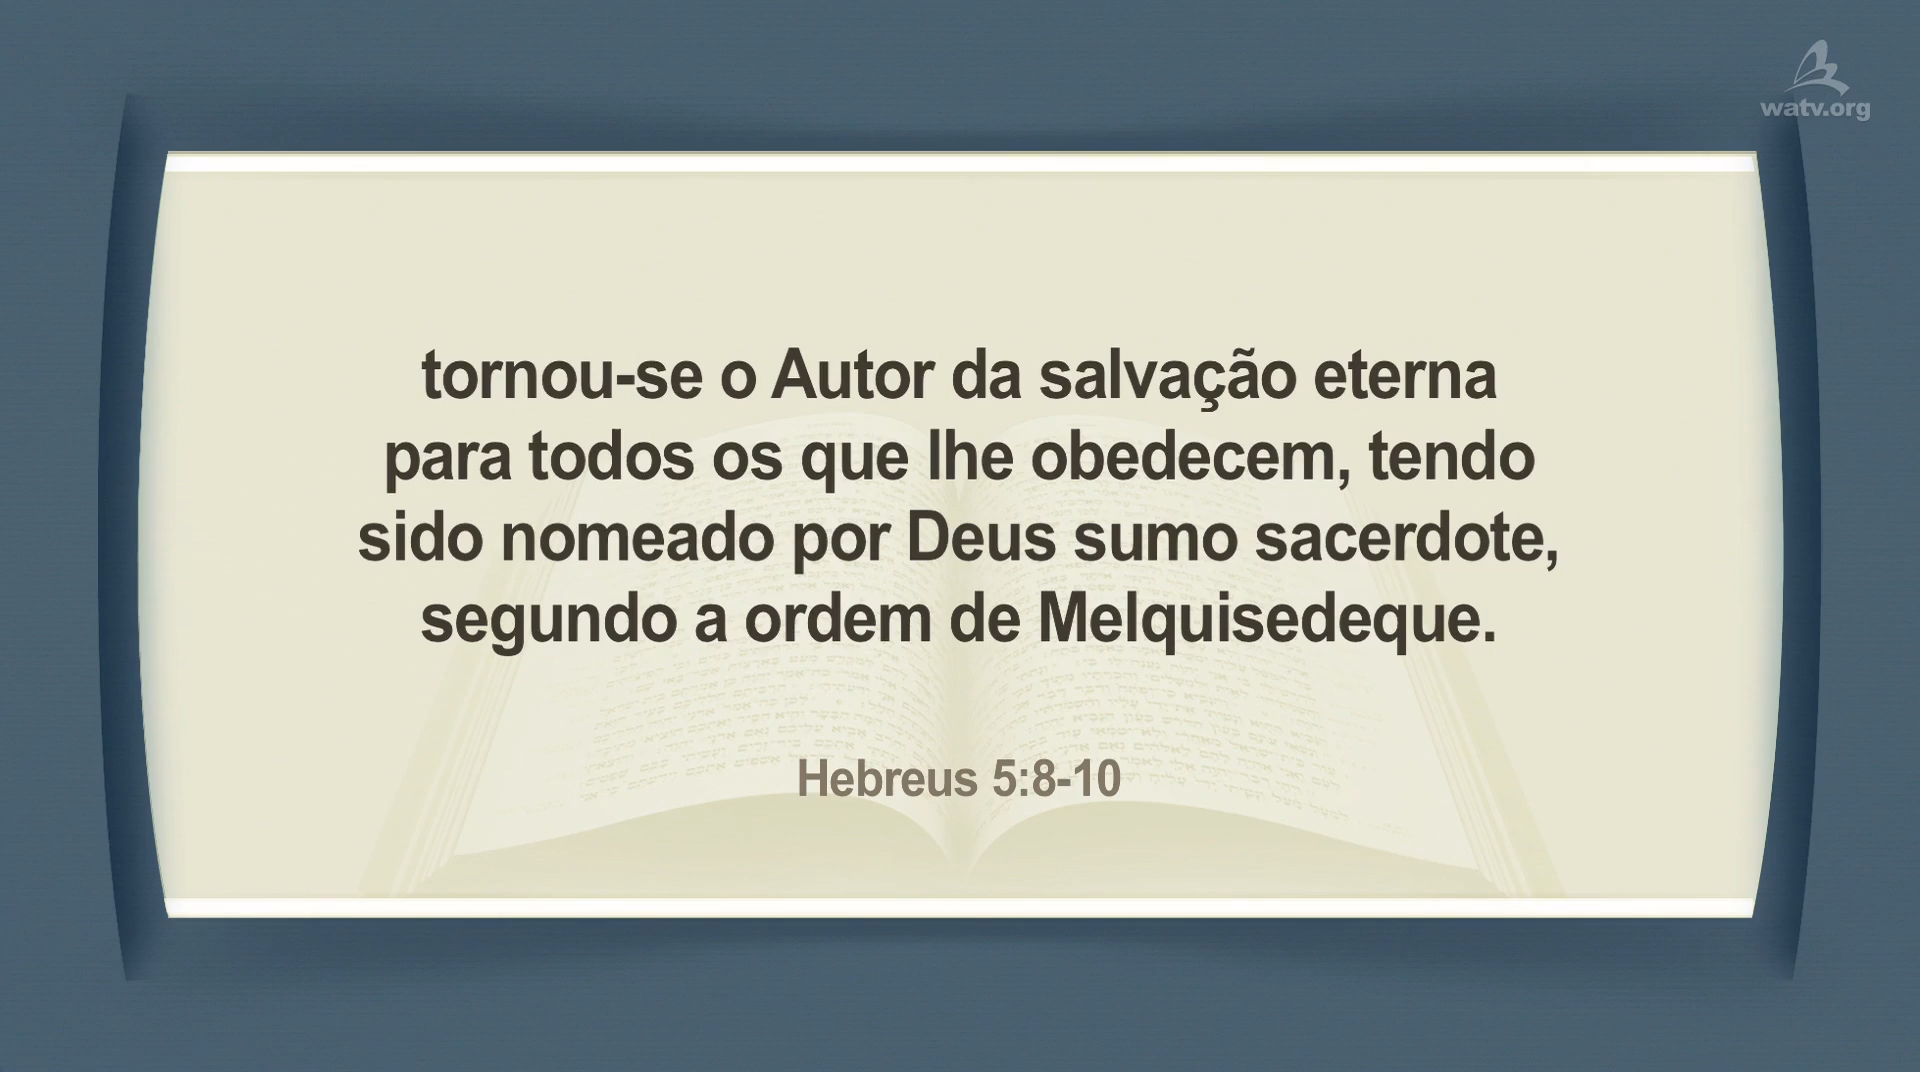 watv.org
tornou-se o Autor da salvação eterna
para todos os que lhe obedecem, tendo
sido nomeado por Deus sumo sacerdote,
segundo a ordem de Melquisedeque.
Hebreus 5:8-10